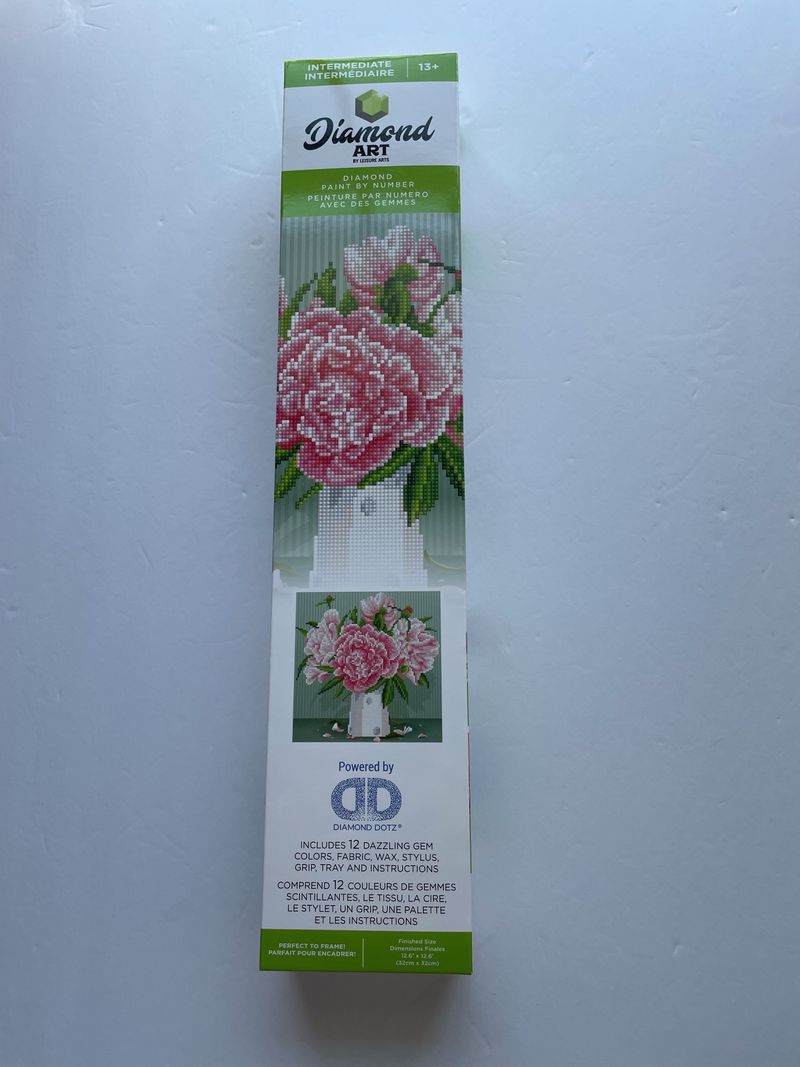 INTERMEDIATE
INTERMÉDIAIRE
13+
Diamond
ART
BY LEISURE ARTS
DIAMOND
PAINT BY NUMBER
PEINTURE PAR NUMERO
AVEC DES GEMMES
Powered by
DD
DIAMOND DOTZ®
INCLUDES 12 DAZZLING GEM
COLORS, FABRIC, WAX, STYLUS,
GRIP, TRAY AND INSTRUCTIONS
COMPREND 12 COULEURS DE GEMMES
SCINTILLANTES, LE TISSU, LA CIRE,
LE STYLET, UN GRIP, UNE PALETTE
ET LES INSTRUCTIONS
PERFECT TO FRAME!
PARFAIT POUR ENCADRER!
Finished Size
Dimensions Finales
12.6" x 12.6"
(32cm x 32cm)